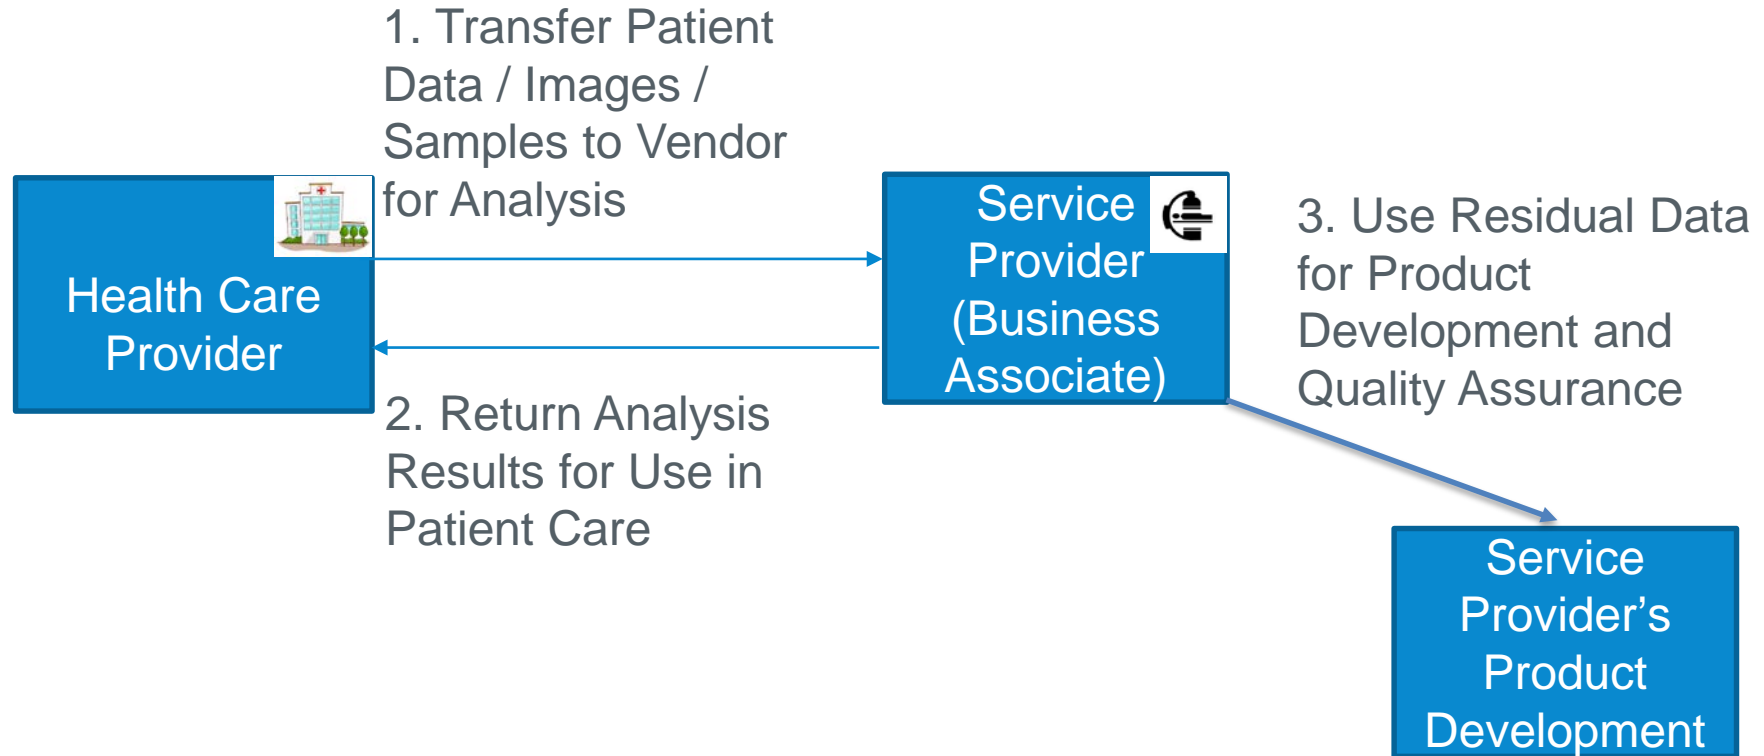 1. Transfer Patient
Data / Images /
Samples to Vendor
for Analysis
Health Care
Provider
Service
Provider
(Business
Associate)
2. Return Analysis
Results for Use in
Patient Care
3. Use Residual Data
for Product
Development and
Quality Assurance
Service
Provider’s
Product
Development